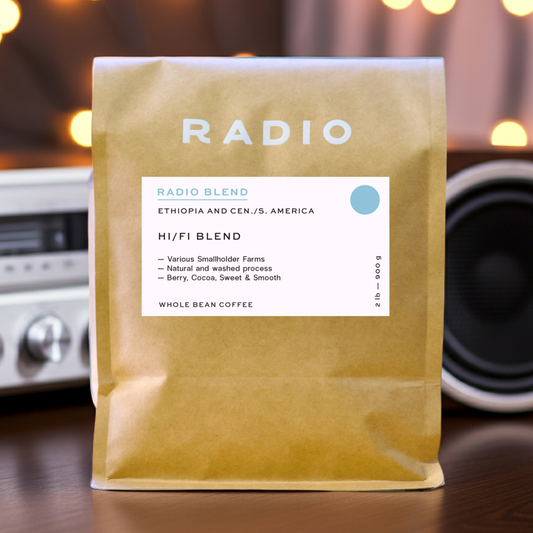 RADIO
RADIO BLEND
ETHIOPIA AND CEN./S. AMERICA
HI/FI BLEND
— Various Smallholder Farms
— Natural and washed process
— Berry, Cocoa, Sweet & Smooth
WHOLE BEAN COFFEE
2 lb — 900 g